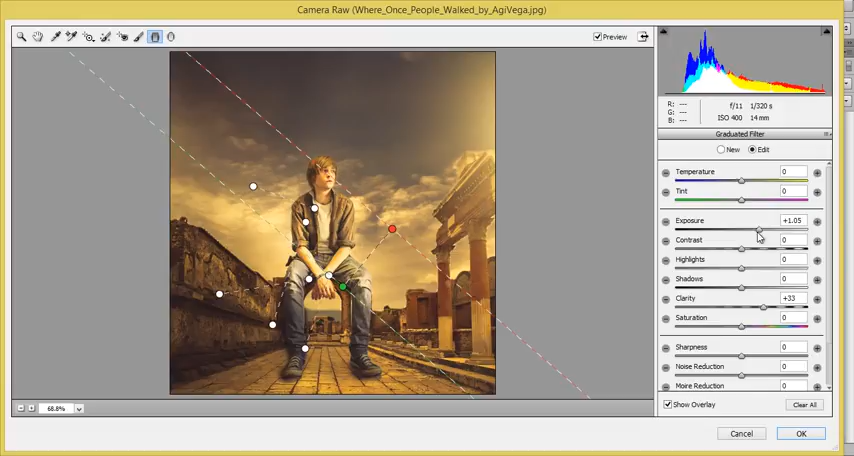 Camera Raw (Where_Once_People_Walked_by_AgiVega.jpg)
Preview
R: ---
G: ---
B: ---
f/11 1/320 s
ISO 400 14 mm
Graduated Filter
New Edit
Temperature 0
Tint 0
Exposure +1.05
Contrast 0
Highlights 0
Shadows 0
Clarity +33
Saturation 0
Sharpness 0
Noise Reduction 0
Moire Reduction 0
68.8%
Show Overlay Clear All
Cancel OK